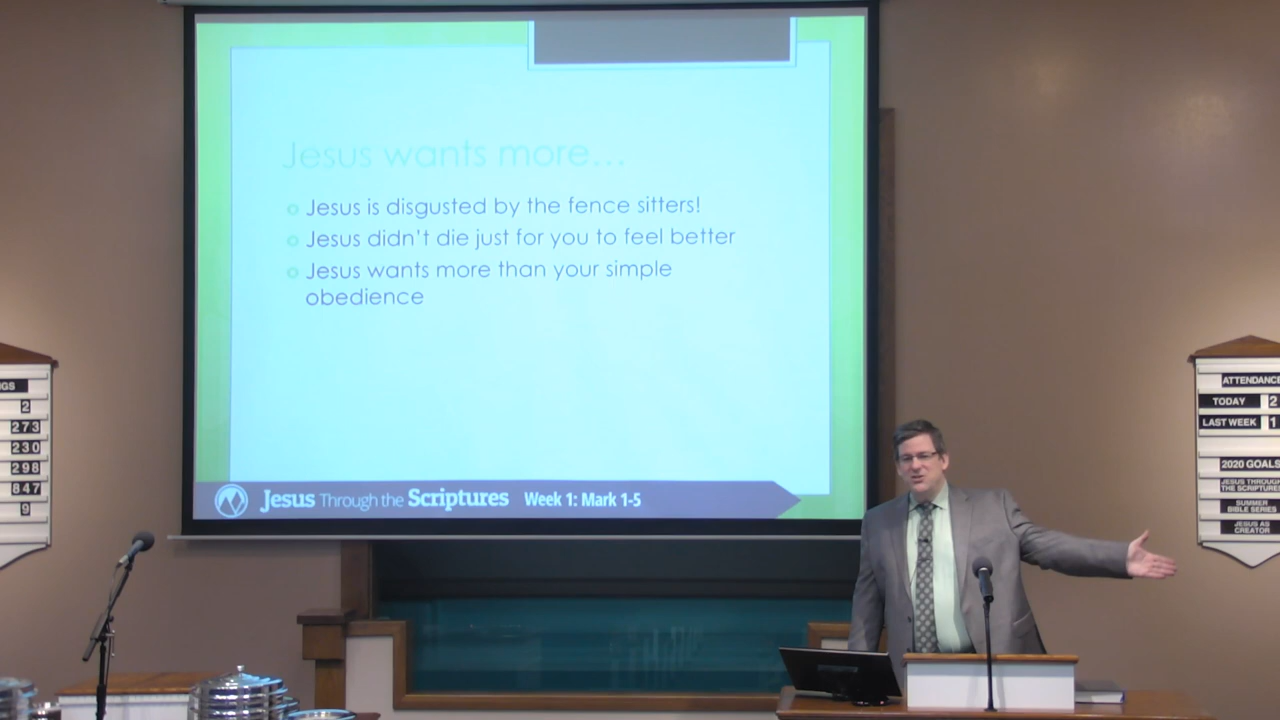 Jesus wants more...
Jesus is disgusted by the fence sitters!
Jesus didn't die just for you to feel better
Jesus wants more than your simple
obedience
Jesus Through the Scriptures Week 1: Mark 1-5
2
273
230
298
847
9
ATTENDANCE
TODAY 2
LAST WEEK 1
2020 GOALS
JESUS THROUGH
THE SCRIPTURES
SUMMER
BIBLE SERIES
JESUS AS
CREATOR